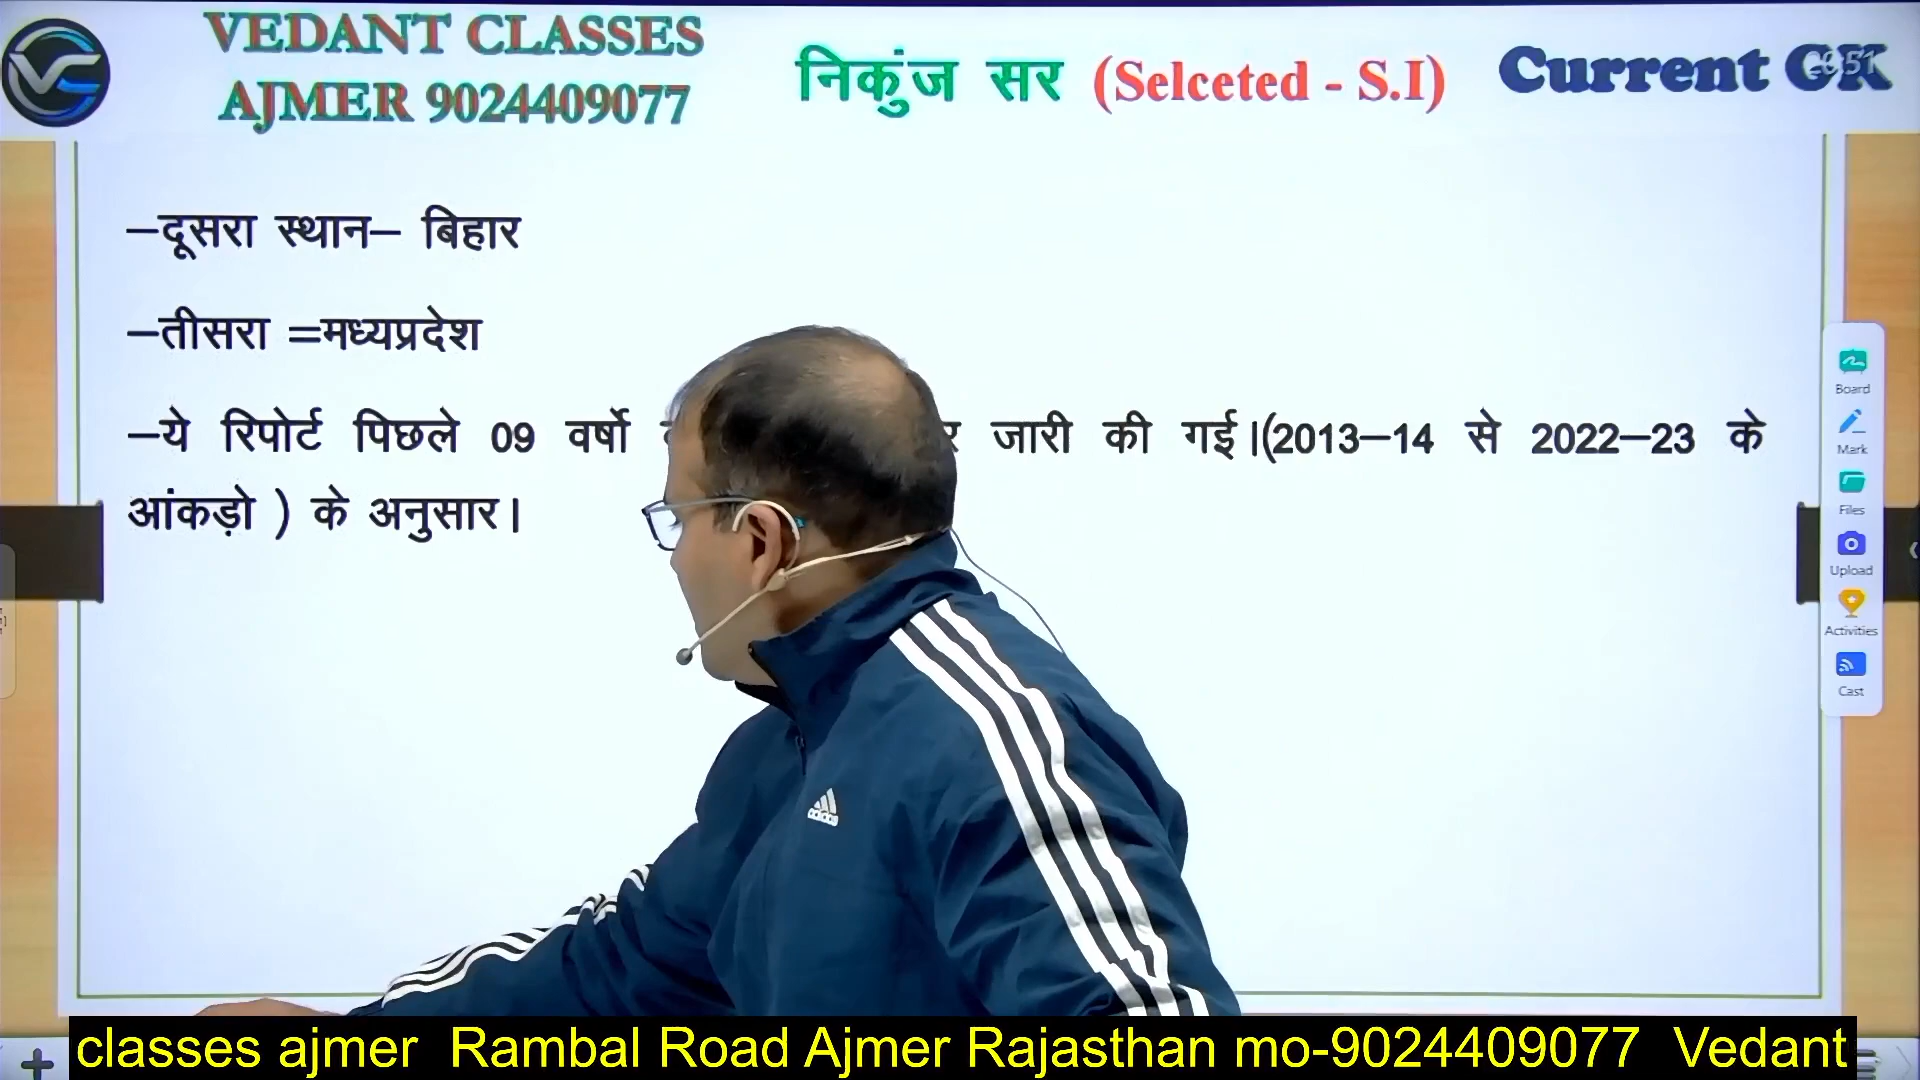 VEDANT CLASSES
AJMER 9024409077
निकुंज सर (Selceted - S.I)
Current GK
–दूसरा स्थान– बिहार
–तीसरा =मध्यप्रदेश
–ये रिपोर्ट पिछले 09 वर्षो जारी की गई।(2013–14 से 2022–23 के
आंकड़ो ) के अनुसार।
Board
Mark
Files
Upload
Activities
Cast
adidas
classes ajmer Rambal Road Ajmer Rajasthan mo-9024409077 Vedant